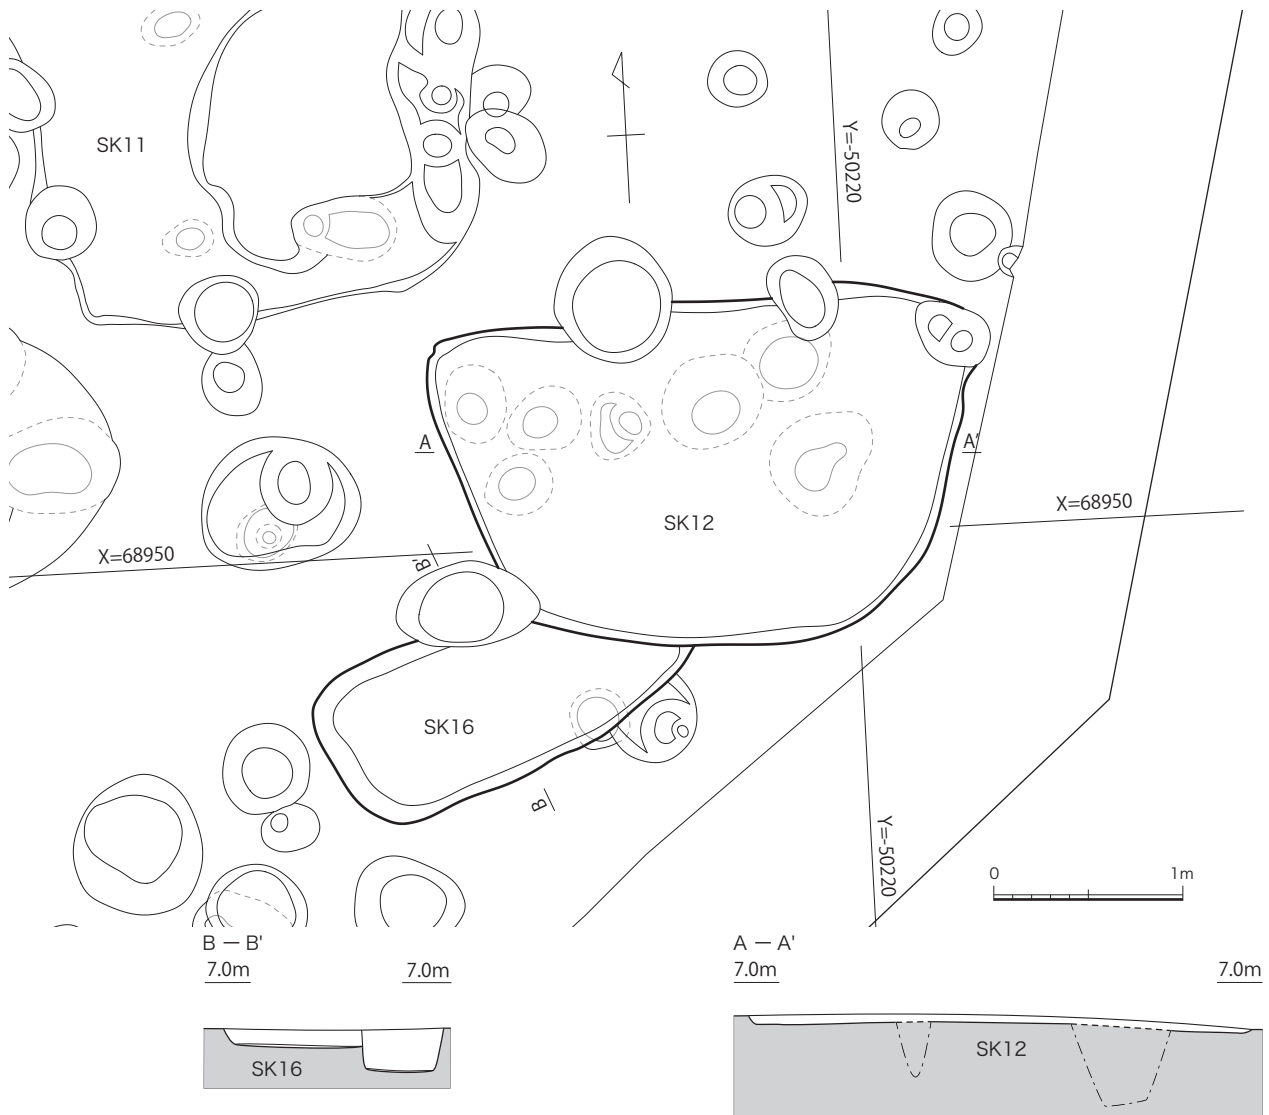 SK11
Y=-50220
A
A'
X=68950
SK12
X=68950
B'
SK16
B
Y=-50220
0 1m
B － B'
7.0m 7.0m
SK16
A － A'
7.0m 7.0m
SK12